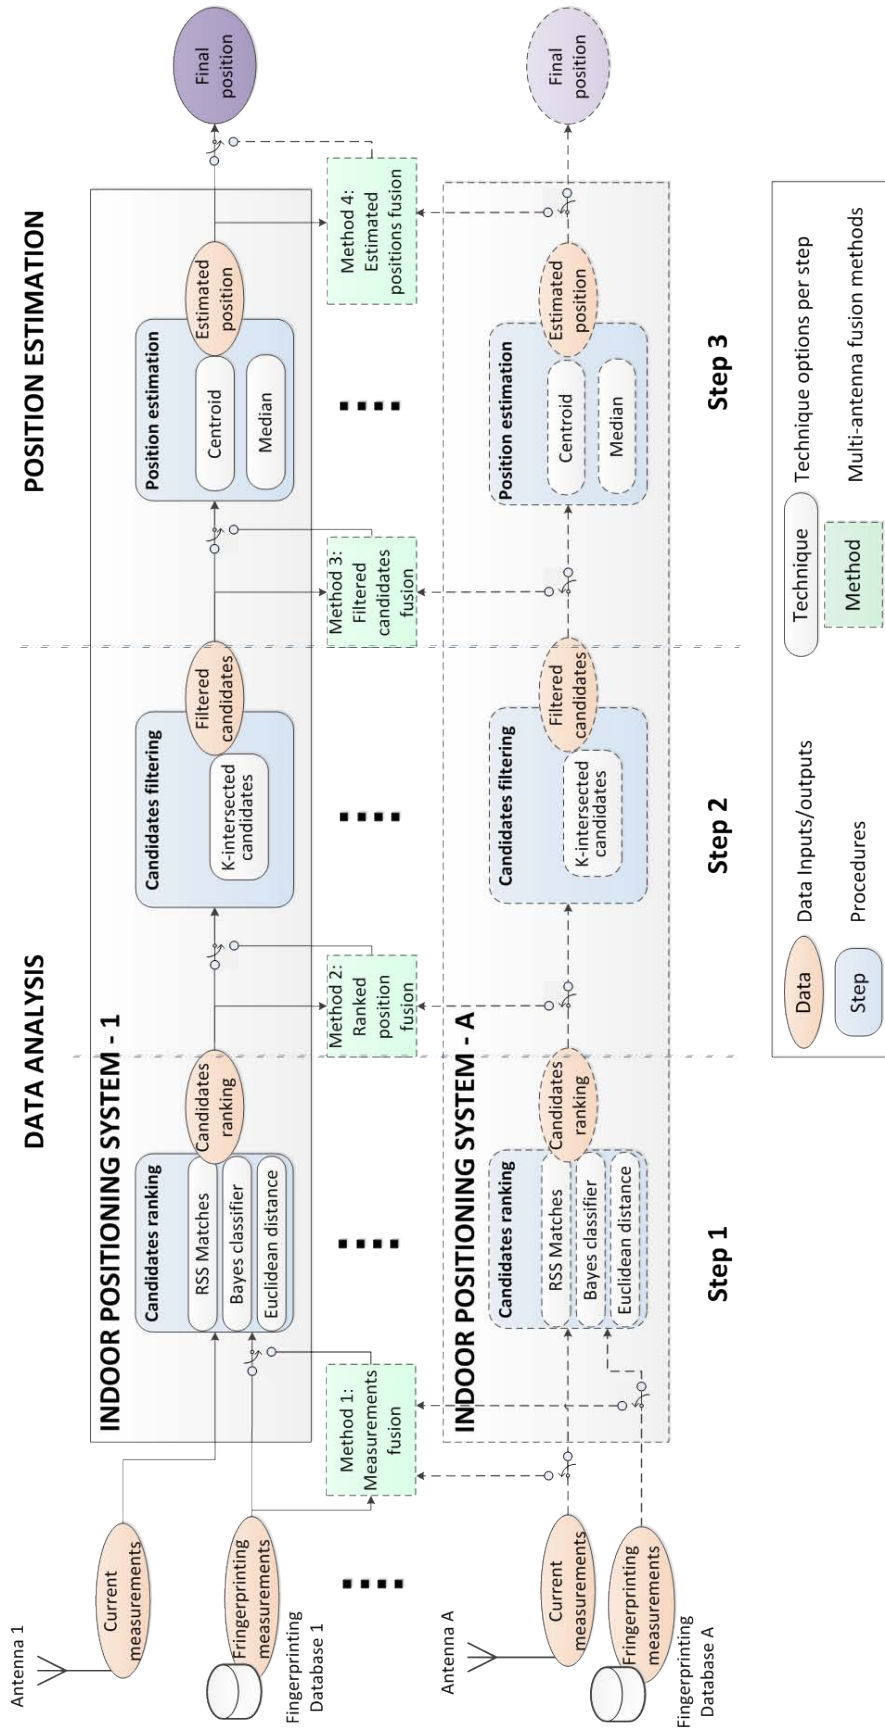 DATA ANALYSIS
POSITION ESTIMATION
Antenna 1
Current
measurements
Fringerprinting
measurements
Fingerprinting
Database 1
INDOOR POSITIONING SYSTEM - 1
Candidates ranking
RSS Matches
Bayes classifier
Euclidean distance
Candidates
ranking
Candidates filtering
K-intersected
candidates
Filtered
candidates
Position estimation
Centroid
Median
Estimated
position
Final
position
Method 1:
Measurements
fusion
Method 2:
Ranked
position
fusion
Method 3:
Filtered
candidates
fusion
Method 4:
Estimated
positions fusion
Antenna A
Current
measurements
Fringerprinting
measurements
Fingerprinting
Database A
INDOOR POSITIONING SYSTEM - A
Candidates ranking
RSS Matches
Bayes classifier
Euclidean distance
Candidates
ranking
Candidates filtering
K-intersected
candidates
Filtered
candidates
Position estimation
Centroid
Median
Estimated
position
Final
position
Step 1
Step 2
Step 3
Data
Data Inputs/outputs
Technique
Technique options per step
Step
Procedures
Method
Multi-antenna fusion methods